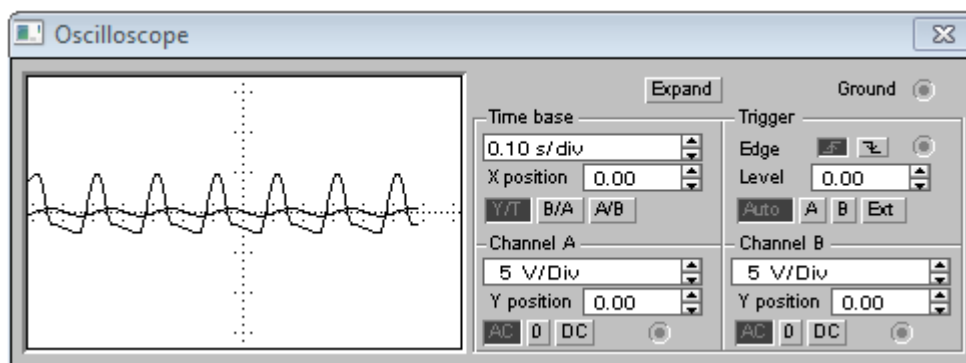 Oscilloscope
Expand
Ground
Time base
0.10 s/div
X position 0.00
Y/T B/A A/B
Trigger
Edge
Level 0.00
Auto A B Ext
Channel A
5 V/Div
Y position 0.00
AC 0 DC
Channel B
5 V/Div
Y position 0.00
AC 0 DC